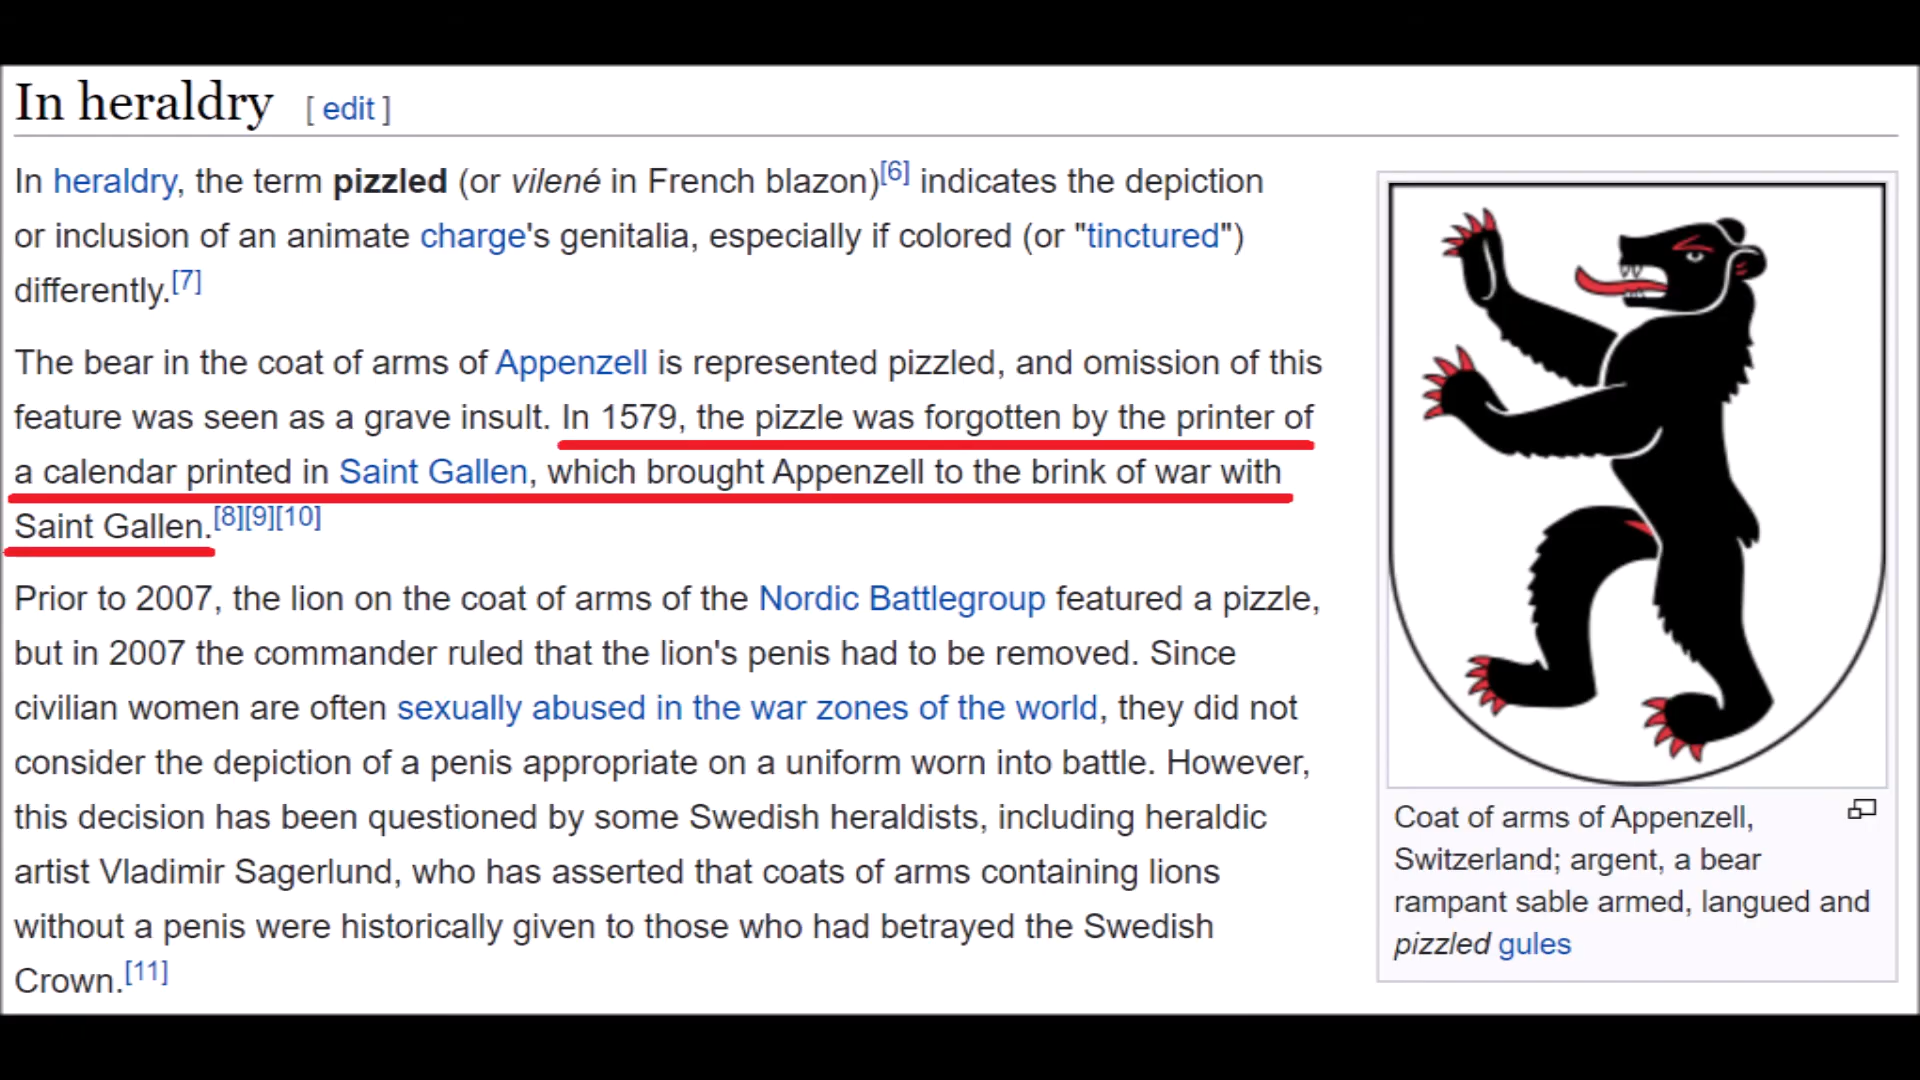 In heraldry [ edit ]
In heraldry, the term pizzled (or vilené in French blazon)[6] indicates the depiction
or inclusion of an animate charge's genitalia, especially if colored (or "tinctured")
differently.[7]
The bear in the coat of arms of Appenzell is represented pizzled, and omission of this
feature was seen as a grave insult. In 1579, the pizzle was forgotten by the printer of
a calendar printed in Saint Gallen, which brought Appenzell to the brink of war with
Saint Gallen.[8][9][10]
Prior to 2007, the lion on the coat of arms of the Nordic Battlegroup featured a pizzle,
but in 2007 the commander ruled that the lion's penis had to be removed. Since
civilian women are often sexually abused in the war zones of the world, they did not
consider the depiction of a penis appropriate on a uniform worn into battle. However,
this decision has been questioned by some Swedish heraldists, including heraldic
artist Vladimir Sagerlund, who has asserted that coats of arms containing lions
without a penis were historically given to those who had betrayed the Swedish
Crown.[11]
Coat of arms of Appenzell,
Switzerland; argent, a bear
rampant sable armed, langued and
pizzled gules